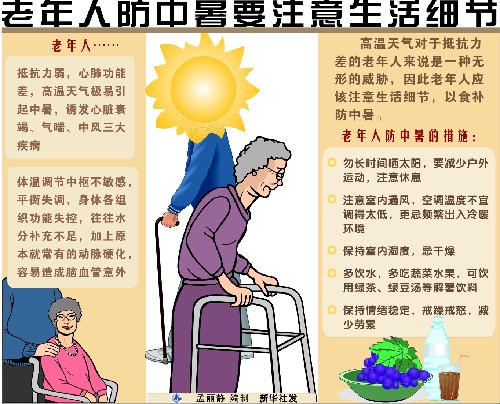 老年人防中暑要注意生活细节
老年人……
抵抗力弱，心肺功能
差，高温天气极易引
起中暑，诱发心脏衰
竭、气喘、中风三大
疾病
体温调节中枢不敏感，
平衡失调，身体各组
织功能失控，往往水
分补充不足，加上原
本就常有的动脉硬化，
容易造成脑血管意外
高温天气对于抵抗力
差的老年人来说是一种无
形的威胁，因此老年人应
该注意生活细节，以食补
防中暑。
老年人防中暑的措施：
勿长时间晒太阳，要减少户外
运动，注意休息
注意室内通风，空调温度不宜
调得太低，更忌频繁出入冷暖
环境
保持室内湿度，忌干燥
多饮水，多吃蔬菜水果，可饮
用绿茶、绿豆汤等解暑饮料
保持情绪稳定，戒躁戒怒，减
少劳累
孟丽静 编制 新华社发